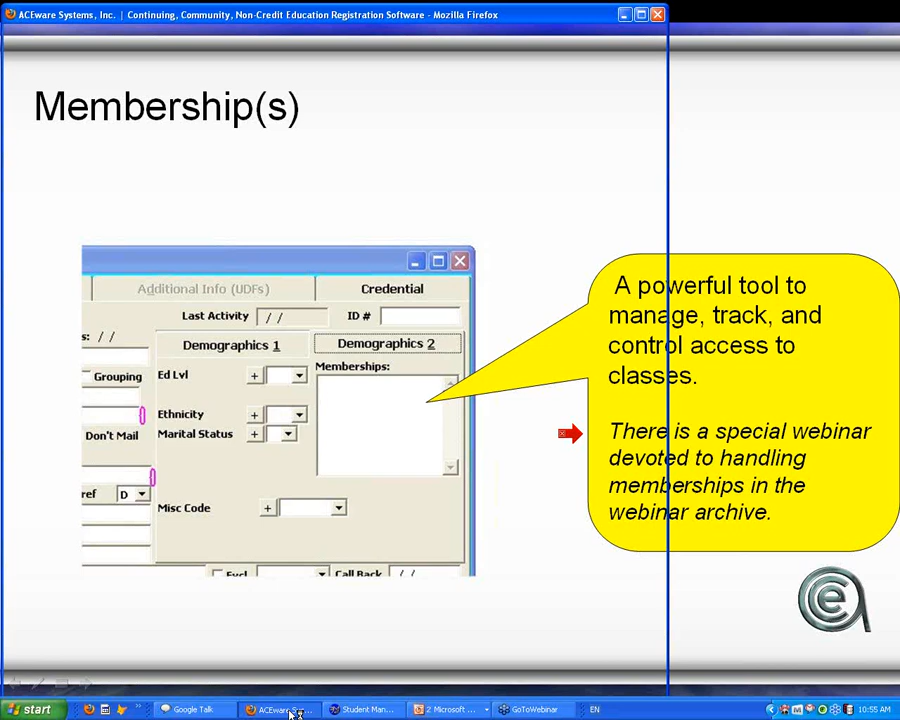 ACEware Systems, Inc. | Continuing, Community, Non-Credit Education Registration Software - Mozilla Firefox
Membership(s)
Additional Info (UDFs)
Credential
Last Activity / /
ID #
s: / /
Demographics 1
Demographics 2
Grouping
Ed Lvl +
Memberships:
Ethnicity +
Don't Mail
Marital Status +
ref D
Misc Code +
Call Back / /
A powerful tool to
manage, track, and
control access to
classes.
There is a special webinar
devoted to handling
memberships in the
webinar archive.
start
Google Talk
ACEware Sys...
Student Man...
2 Microsoft ...
GoToWebinar
EN
10:55 AM